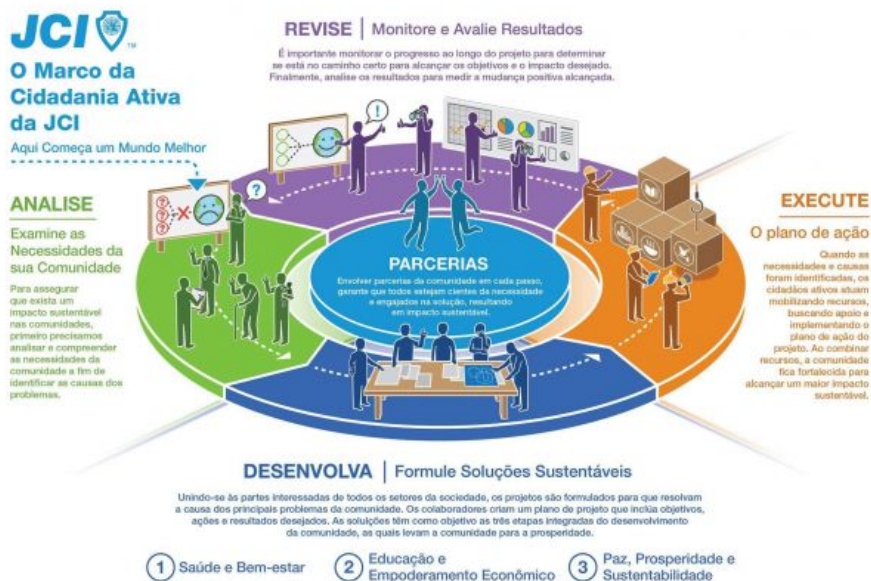 JCI
TM
O Marco da
Cidadania Ativa
da JCI
Aqui Começa um Mundo Melhor
REVISE | Monitore e Avalie Resultados
É importante monitorar o progresso ao longo do projeto para determinar
se está no caminho certo para alcançar os objetivos e o impacto desejado.
Finalmente, analise os resultados para medir a mudança positiva alcançada.
!
?
?
?
?
X
ANALISE
Examine as
Necessidades da
sua Comunidade
Para assegurar
que exista um
impacto sustentável
nas comunidades,
primeiro precisamos
analisar e compreender
as necessidades da
comunidade a fim de
identificar as causas dos
problemas.
PARCERIAS
Envolver parcerias da comunidade em cada passo,
garante que todos estejam cientes da necessidade
e engajados na solução, resultando
em impacto sustentável.
EXECUTE
O plano de ação
Quando as
necessidades e causas
foram identificadas, os
cidadãos ativos atuam
mobilizando recursos,
buscando apoio e
implementando o
plano de ação do
projeto. Ao combinar
recursos, a comunidade
fica fortalecida para
alcançar um maior impacto
sustentável.
DESENVOLVA | Formule Soluções Sustentáveis
Unindo-se às partes interessadas de todos os setores da sociedade, os projetos são formulados para que resolvam
a causa dos principais problemas da comunidade. Os colaboradores criam um plano de projeto que inclúa objetivos,
ações e resultados desejados. As soluições têm como objetivo as três etapas integradas do desenvolvimento
da comunidade, as quais levam a comunidade para a prosperidade.
1 Saúde e Bem-estar
2 Educação e
Empoderamento Econômico
3 Paz, Prosperidade e
Sustentabilidade